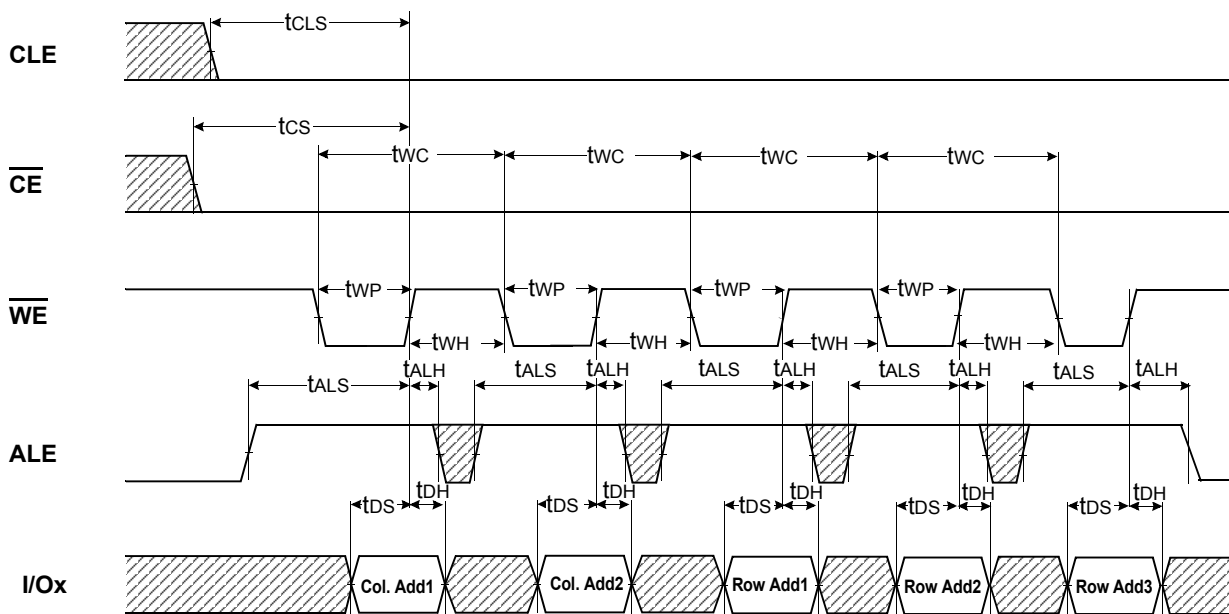 tCLS
CLE
tCS
tWC tWC tWC tWC
CE
tWP tWP tWP tWP
WE
tWH tWH tWH tWH
tALS tALH tALS tALH tALS tALH tALS tALH tALS tALH
ALE
tDS tDH tDS tDH tDS tDH tDS tDH tDS tDH
I/Ox Col. Add1 Col. Add2 Row Add1 Row Add2 Row Add3